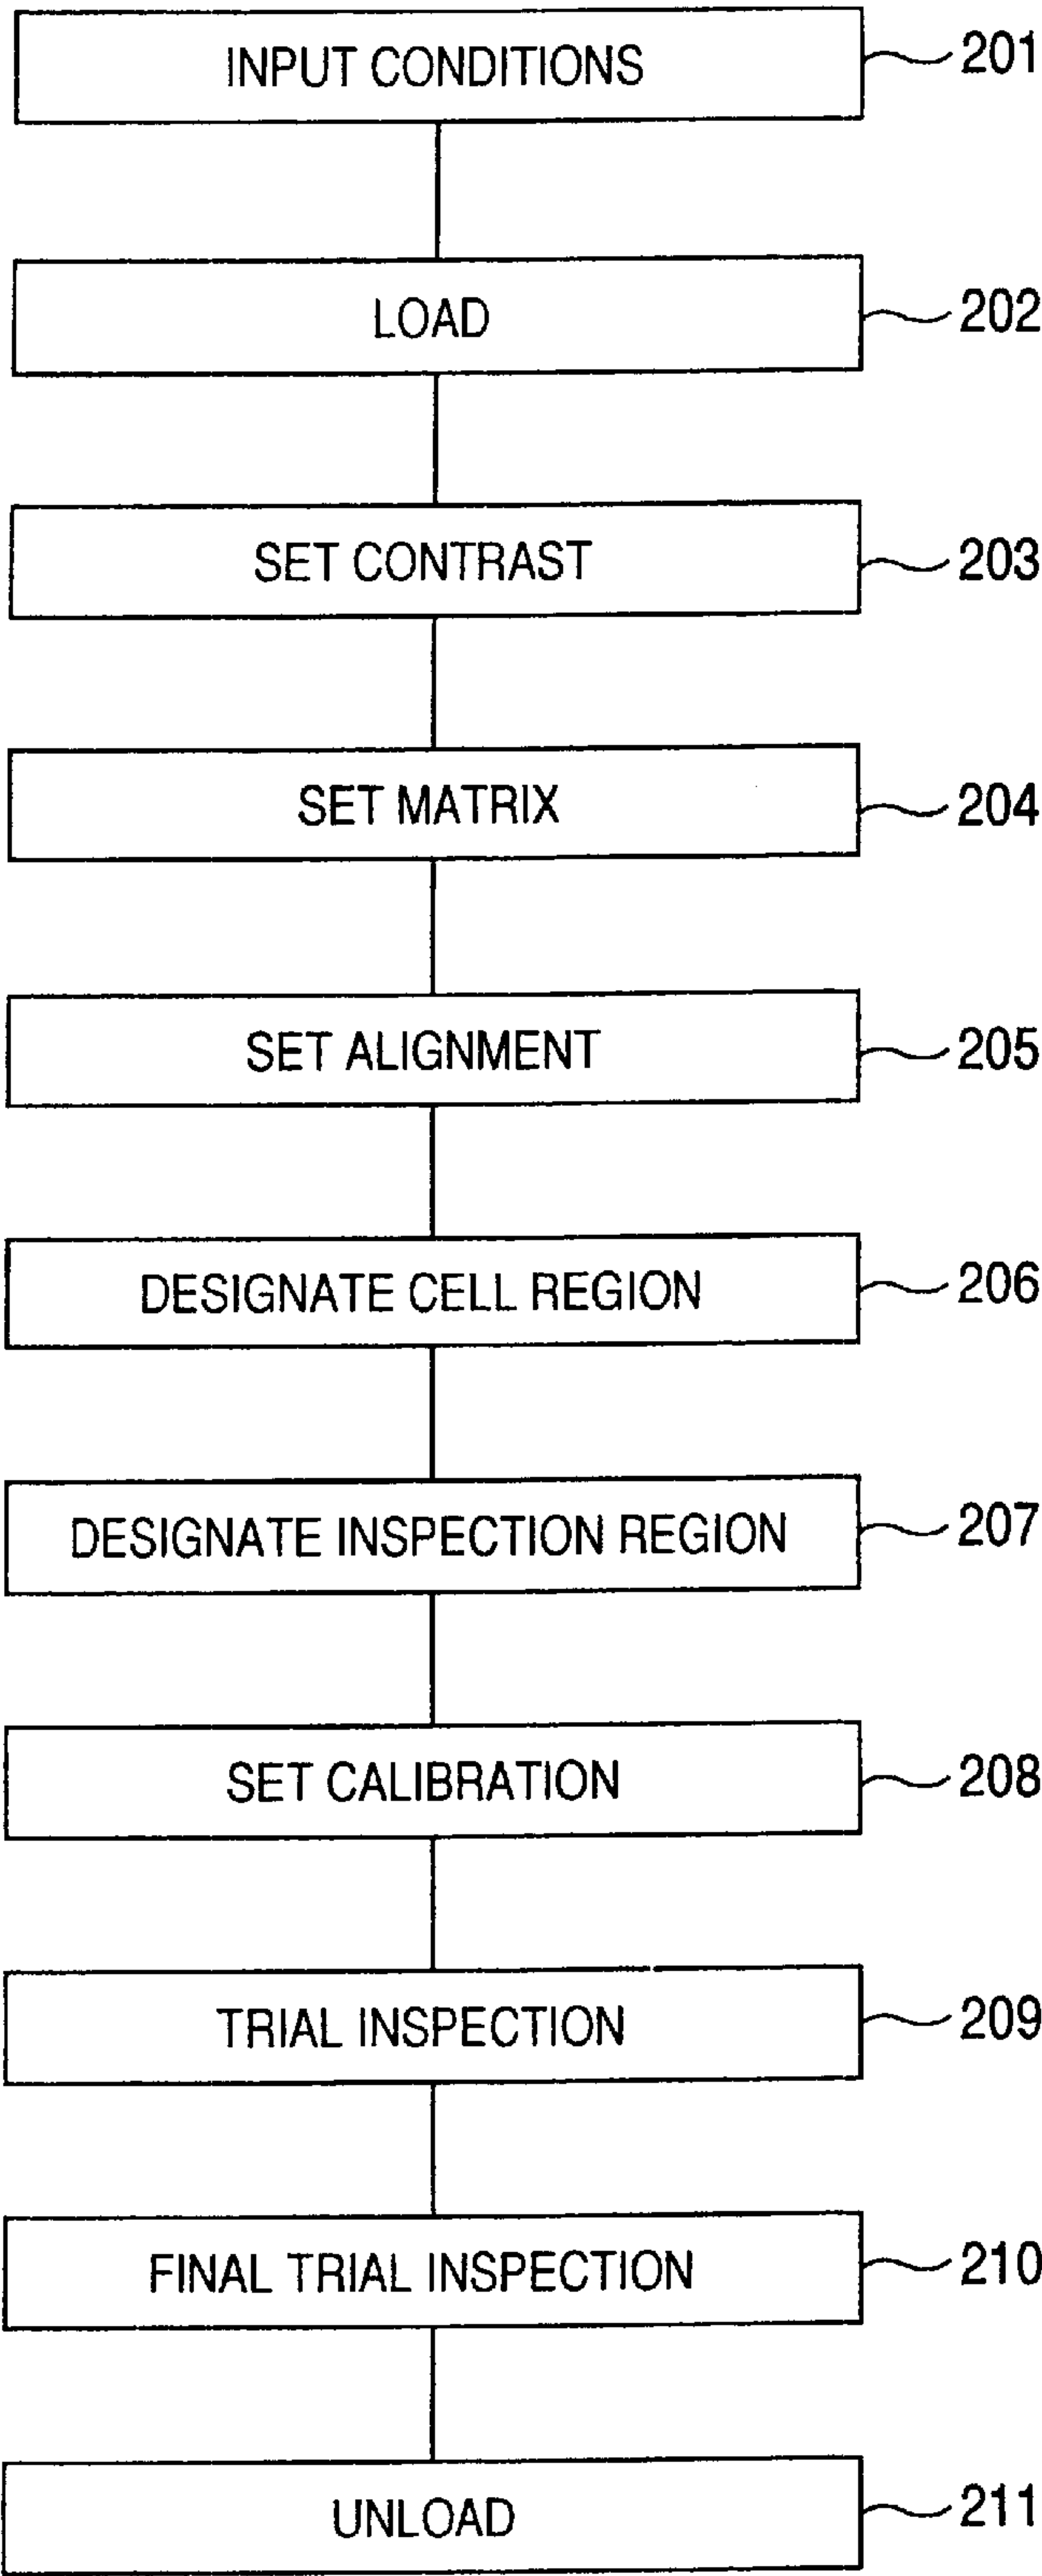 INPUT CONDITIONS 201
LOAD 202
SET CONTRAST 203
SET MATRIX 204
SET ALIGNMENT 205
DESIGNATE CELL REGION 206
DESIGNATE INSPECTION REGION 207
SET CALIBRATION 208
TRIAL INSPECTION 209
FINAL TRIAL INSPECTION 210
UNLOAD 211